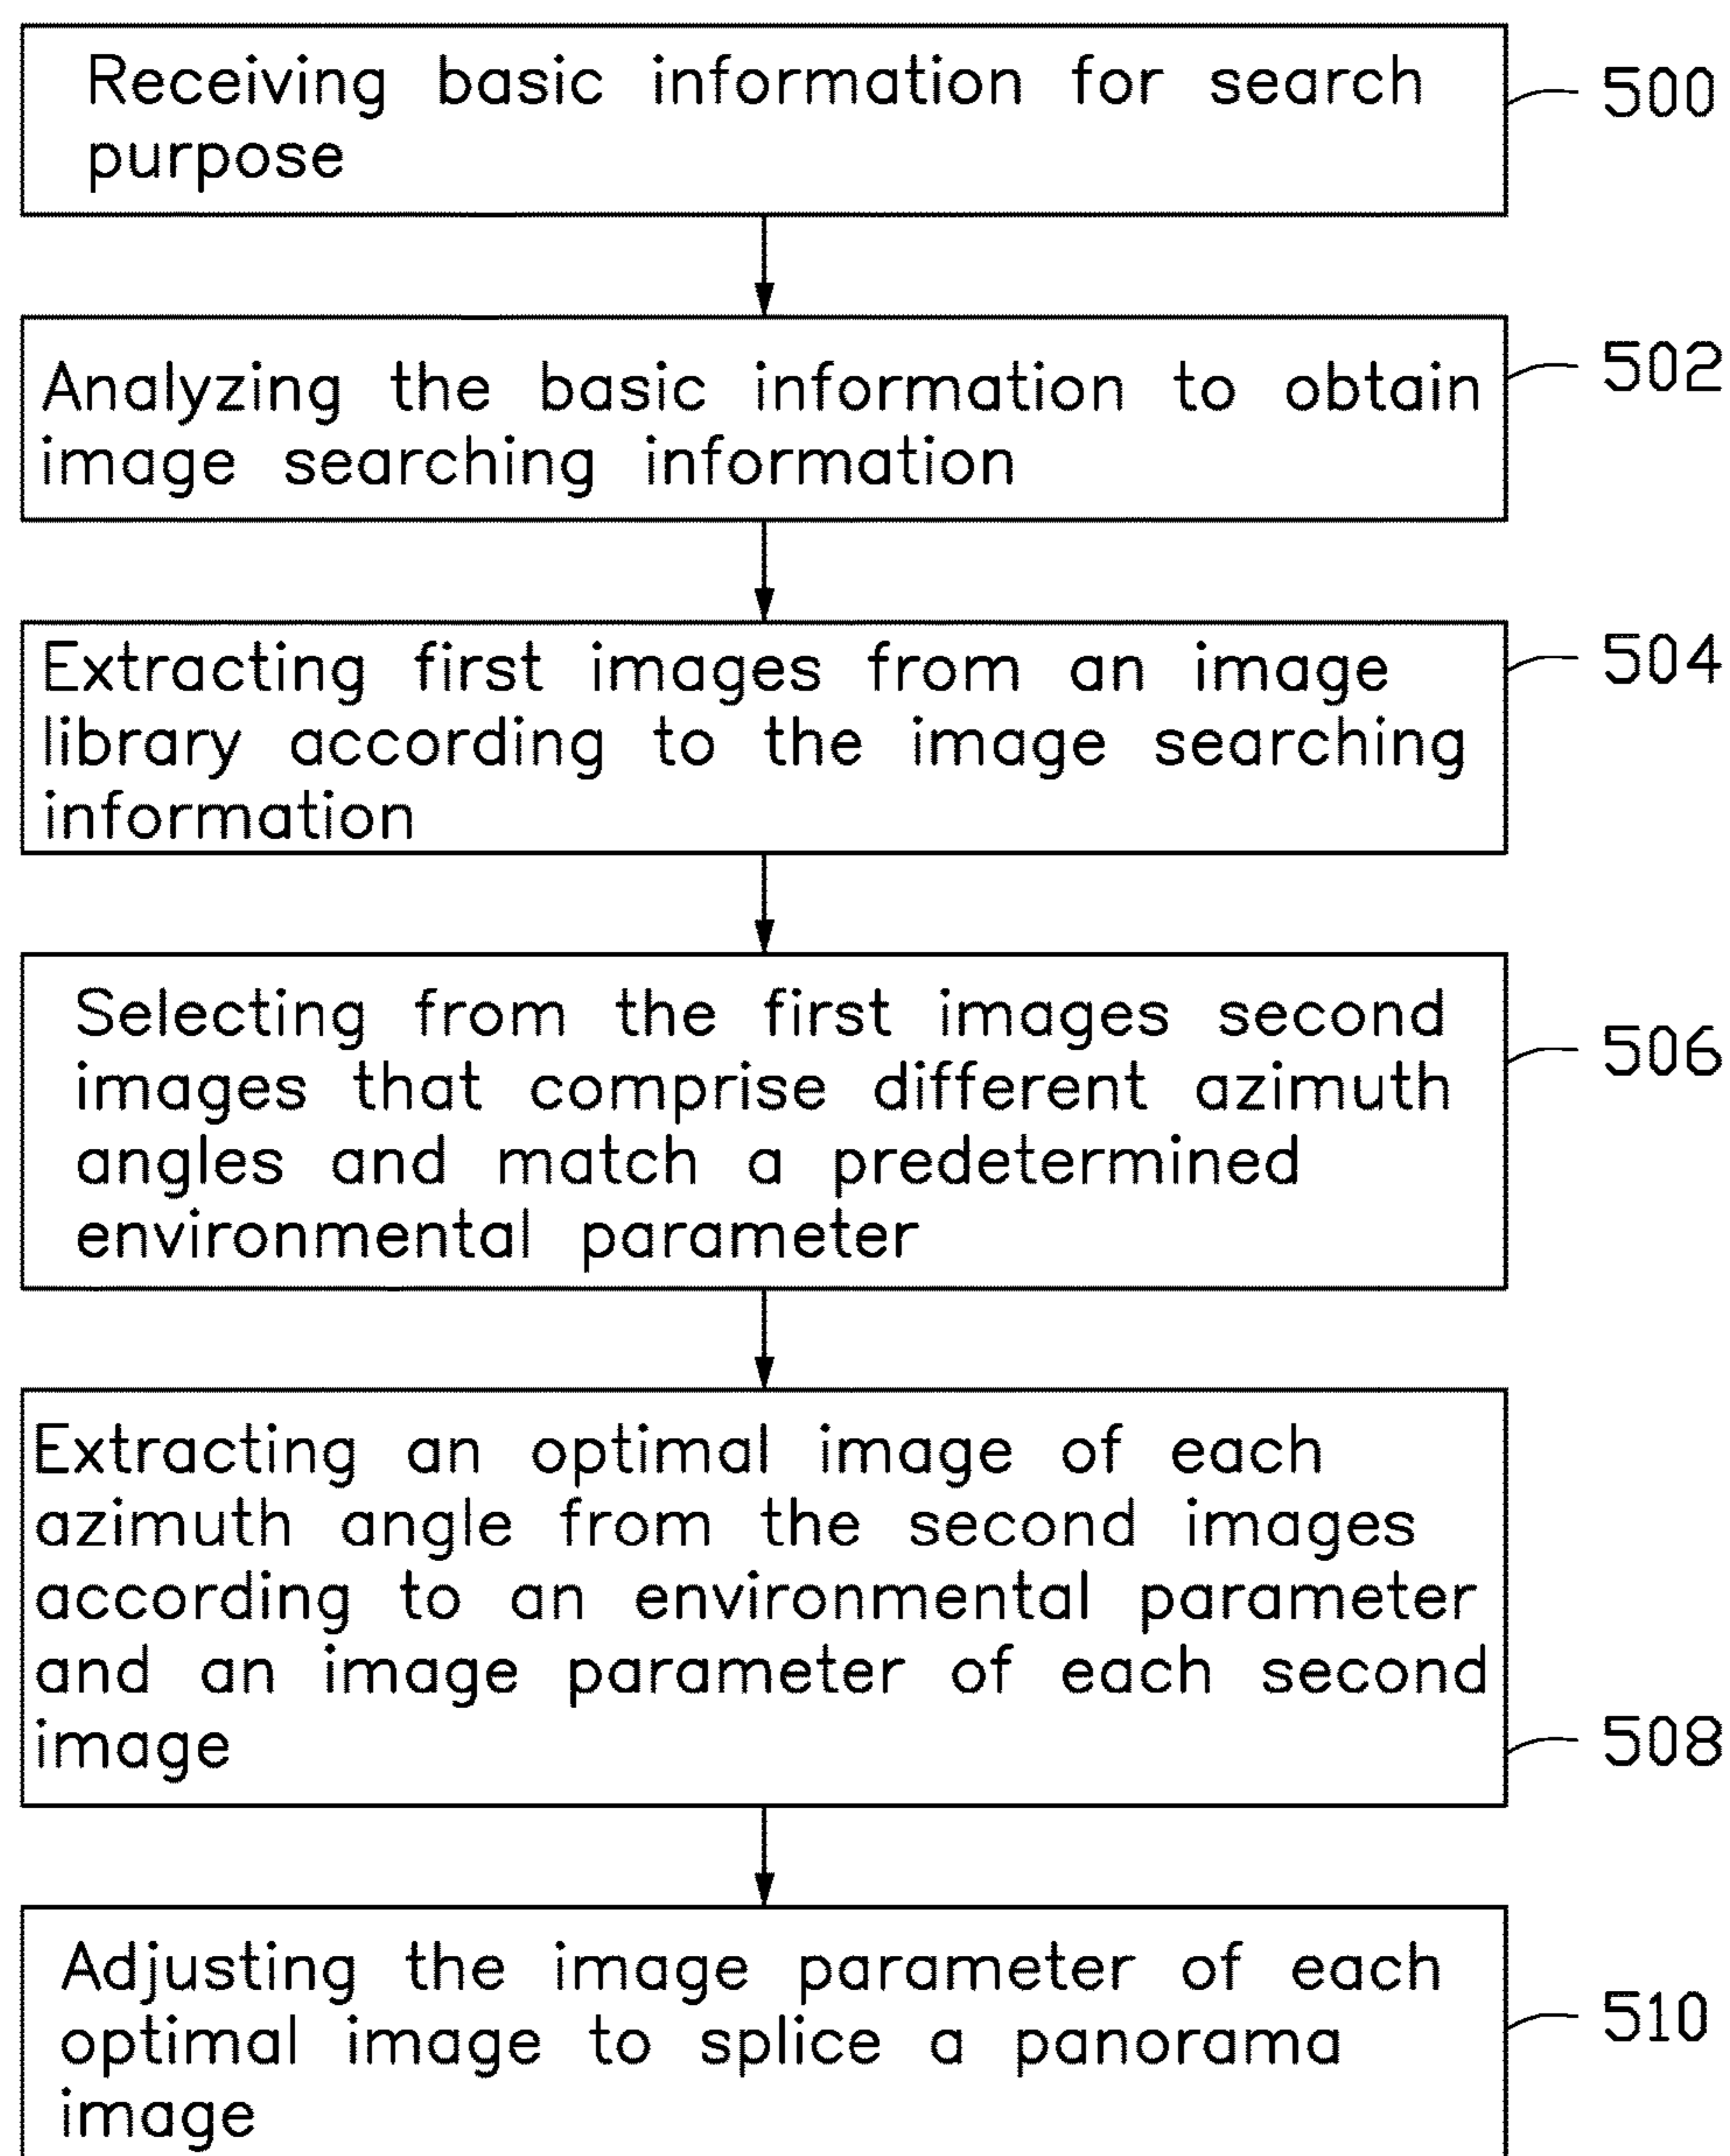 Receiving basic information for search
purpose
500
Analyzing the basic information to obtain
image searching information
502
Extracting first images from an image
library according to the image searching
information
504
Selecting from the first images second
images that comprise different azimuth
angles and match a predetermined
environmental parameter
506
Extracting an optimal image of each
azimuth angle from the second images
according to an environmental parameter
and an image parameter of each second
image
508
Adjusting the image parameter of each
optimal image to splice a panorama
image
510